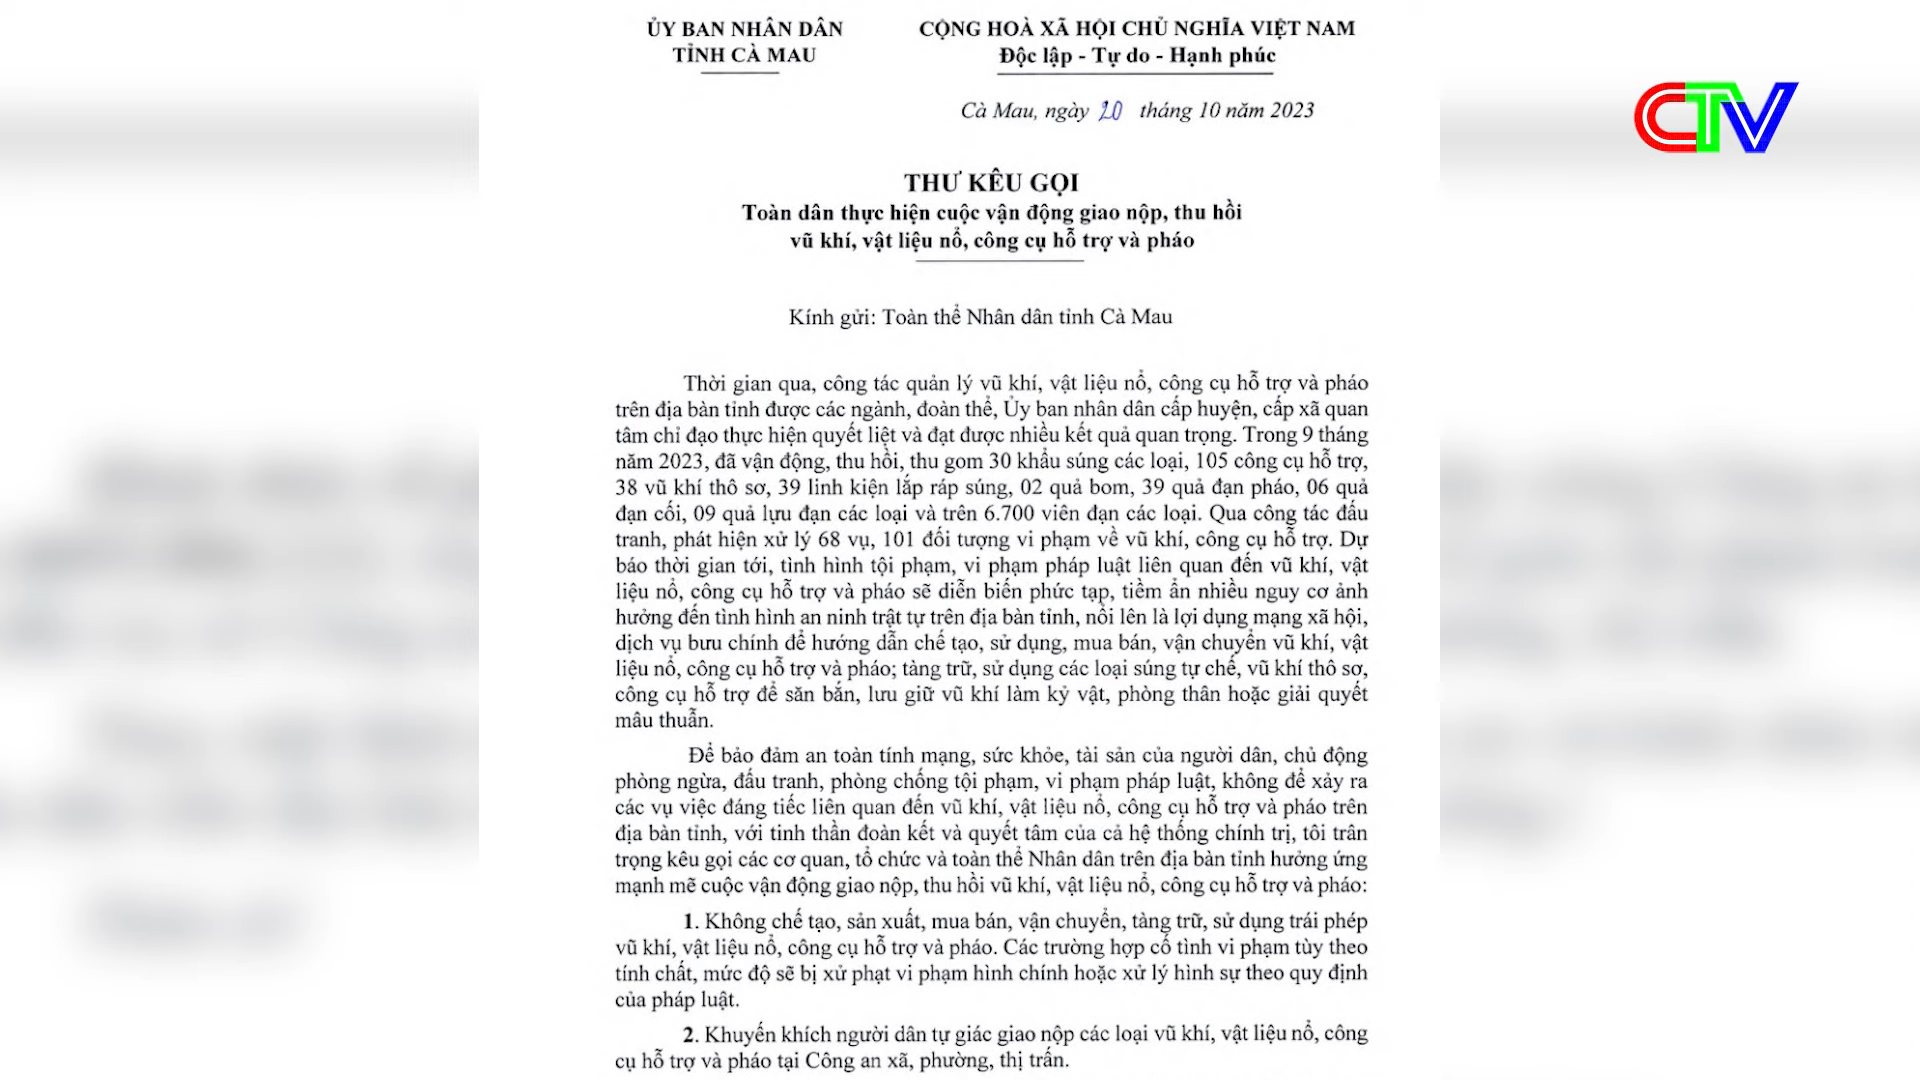 ỦY BAN NHÂN DÂN
TỈNH CÀ MAU
CỘNG HOÀ XÃ HỘI CHỦ NGHĨA VIỆT NAM
Độc lập - Tự do - Hạnh phúc
Cà Mau, ngày 20 tháng 10 năm 2023
CTV
THƯ KÊU GỌI
Toàn dân thực hiện cuộc vận động giao nộp, thu hồi
vũ khí, vật liệu nổ, công cụ hỗ trợ và pháo
Kính gửi: Toàn thể Nhân dân tỉnh Cà Mau
Thời gian qua, công tác quản lý vũ khí, vật liệu nổ, công cụ hỗ trợ và pháo
trên địa bàn tỉnh được các ngành, đoàn thể, Ủy ban nhân dân cấp huyện, cấp xã quan
tâm chỉ đạo thực hiện quyết liệt và đạt được nhiều kết quả quan trọng. Trong 9 tháng
năm 2023, đã vận động, thu hồi, thu gom 30 khẩu súng các loại, 105 công cụ hỗ trợ,
38 vũ khí thô sơ, 39 linh kiện lắp ráp súng, 02 quả bom, 39 quả đạn pháo, 06 quả
đạn cối, 09 quả lựu đạn các loại và trên 6.700 viên đạn các loại. Qua công tác đấu
tranh, phát hiện xử lý 68 vụ, 101 đối tượng vi phạm về vũ khí, công cụ hỗ trợ. Dự
báo thời gian tới, tình hình tội phạm, vi phạm pháp luật liên quan đến vũ khí, vật
liệu nổ, công cụ hỗ trợ và pháo sẽ diễn biến phức tạp, tiềm ẩn nhiều nguy cơ ảnh
hưởng đến tình hình an ninh trật tự trên địa bàn tỉnh, nổi lên là lợi dụng mạng xã hội,
dịch vụ bưu chính để hướng dẫn chế tạo, sử dụng, mua bán, vận chuyển vũ khí, vật
liệu nổ, công cụ hỗ trợ và pháo; tàng trữ, sử dụng các loại súng tự chế, vũ khí thô sơ,
công cụ hỗ trợ để săn bắn, lưu giữ vũ khí làm kỷ vật, phòng thân hoặc giải quyết
mâu thuẫn.
Để bảo đảm an toàn tính mạng, sức khỏe, tài sản của người dân, chủ động
phòng ngừa, đấu tranh, phòng chống tội phạm, vi phạm pháp luật, không để xảy ra
các vụ việc đáng tiếc liên quan đến vũ khí, vật liệu nổ, công cụ hỗ trợ và pháo trên
địa bàn tỉnh, với tinh thần đoàn kết và quyết tâm của cả hệ thống chính trị, tôi trân
trọng kêu gọi các cơ quan, tổ chức và toàn thể Nhân dân trên địa bàn tỉnh hưởng ứng
mạnh mẽ cuộc vận động giao nộp, thu hồi vũ khí, vật liệu nổ, công cụ hỗ trợ và pháo:
1. Không chế tạo, sản xuất, mua bán, vận chuyển, tàng trữ, sử dụng trái phép
vũ khí, vật liệu nổ, công cụ hỗ trợ và pháo. Các trường hợp cố tình vi phạm tùy theo
tính chất, mức độ sẽ bị xử phạt vi phạm hình chính hoặc xử lý hình sự theo quy định
của pháp luật.
2. Khuyến khích người dân tự giác giao nộp các loại vũ khí, vật liệu nổ, công
cụ hỗ trợ và pháo tại Công an xã, phường, thị trấn.